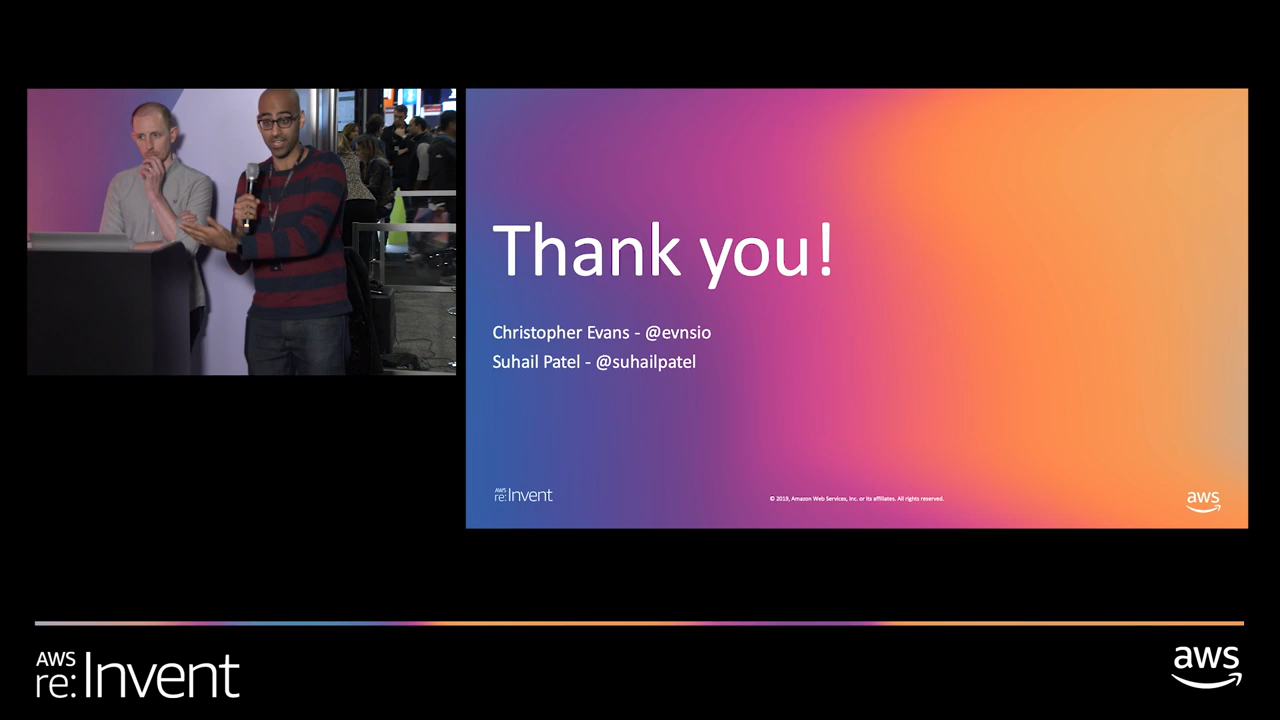 Thank you!
Christopher Evans - @evnsio
Suhail Patel - @suhailpatel
AWS
re:Invent
© 2019, Amazon Web Services, Inc. or its affiliates. All rights reserved.
aws
AWS
re:Invent
aws